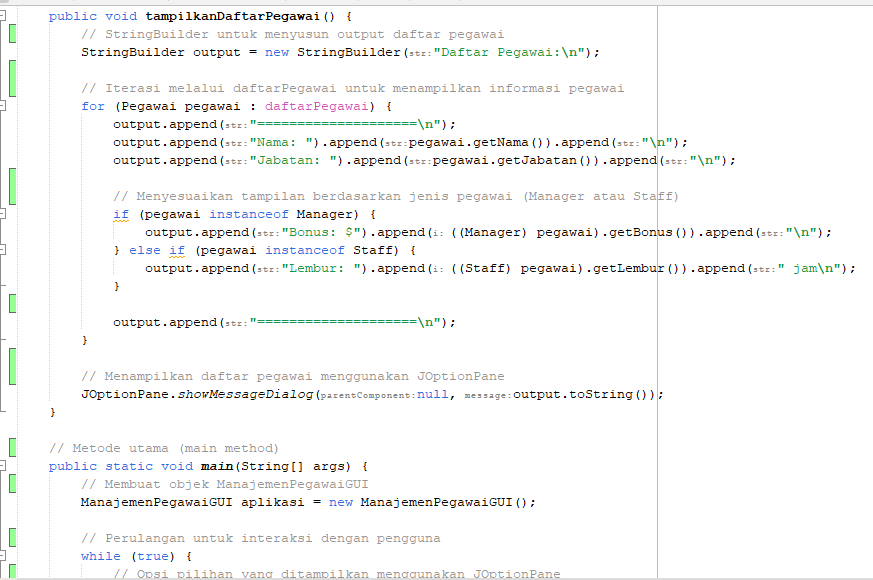 public void tampilkanDaftarPegawai() {
// StringBuilder untuk menyusun output daftar pegawai
StringBuilder output = new StringBuilder(str:"Daftar Pegawai:\n");
// Iterasi melalui daftarPegawai untuk menampilkan informasi pegawai
for (Pegawai pegawai : daftarPegawai) {
output.append(str:"====================\n");
output.append(str:"Nama: ").append(str:pegawai.getNama()).append(str:"\n");
output.append(str:"Jabatan: ").append(str:pegawai.getJabatan()).append(str:"\n");
// Menyesuaikan tampilan berdasarkan jenis pegawai (Manager atau Staff)
if (pegawai instanceof Manager) {
output.append(str:"Bonus: $").append(i: ((Manager) pegawai).getBonus()).append(str:"\n");
} else if (pegawai instanceof Staff) {
output.append(str:"Lembur: ").append(i: ((Staff) pegawai).getLembur()).append(str:" jam\n");
}
output.append(str:"====================\n");
}
// Menampilkan daftar pegawai menggunakan JOptionPane
JOptionPane.showMessageDialog(parentComponent:null, message:output.toString());
}
// Metode utama (main method)
public static void main(String[] args) {
// Membuat objek ManajemenPegawaiGUI
ManajemenPegawaiGUI aplikasi = new ManajemenPegawaiGUI();
// Perulangan untuk interaksi dengan pengguna
while (true) {
// Opsi pilihan yang ditampilkan menggunakan JOptionPane